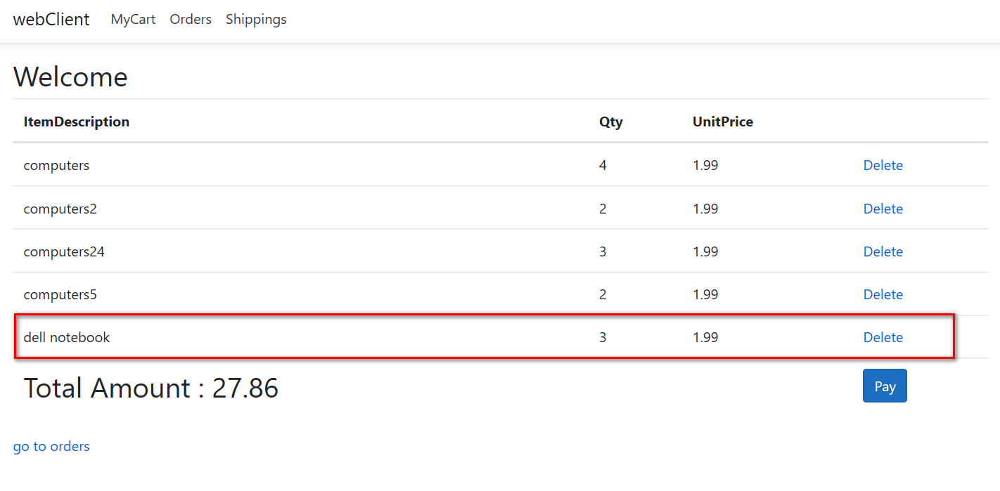 webClient MyCart Orders Shippings
Welcome
ItemDescription Qty UnitPrice
computers 4 1.99 Delete
computers2 2 1.99 Delete
computers24 3 1.99 Delete
computers5 2 1.99 Delete
dell notebook 3 1.99 Delete
Total Amount : 27.86 Pay
go to orders